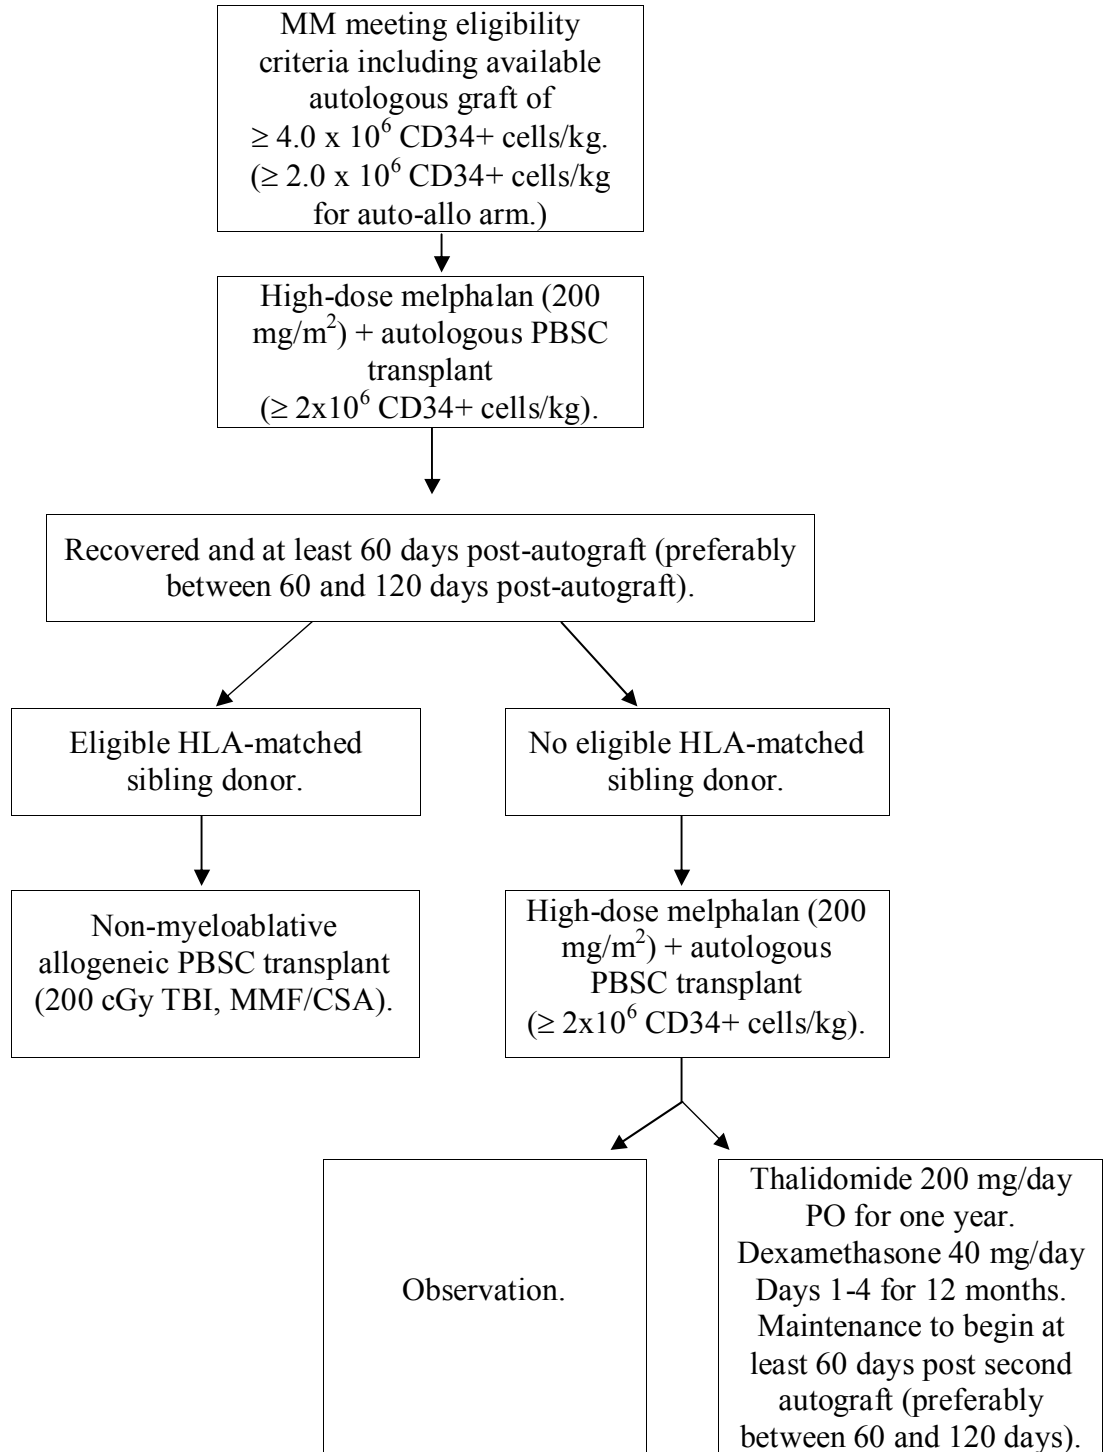 MM meeting eligibility
criteria including available
autologous graft of
≥ 4.0 x 10⁶ CD34+ cells/kg.
(≥ 2.0 x 10⁶ CD34+ cells/kg
for auto-allo arm.)
High-dose melphalan (200
mg/m²) + autologous PBSC
transplant
(≥ 2x10⁶ CD34+ cells/kg).
Recovered and at least 60 days post-autograft (preferably
between 60 and 120 days post-autograft).
Eligible HLA-matched
sibling donor.
No eligible HLA-matched
sibling donor.
Non-myeloablative
allogeneic PBSC transplant
(200 cGy TBI, MMF/CSA).
High-dose melphalan (200
mg/m²) + autologous
PBSC transplant
(≥ 2x10⁶ CD34+ cells/kg).
Observation.
Thalidomide 200 mg/day
PO for one year.
Dexamethasone 40 mg/day
Days 1-4 for 12 months.
Maintenance to begin at
least 60 days post second
autograft (preferably
between 60 and 120 days).